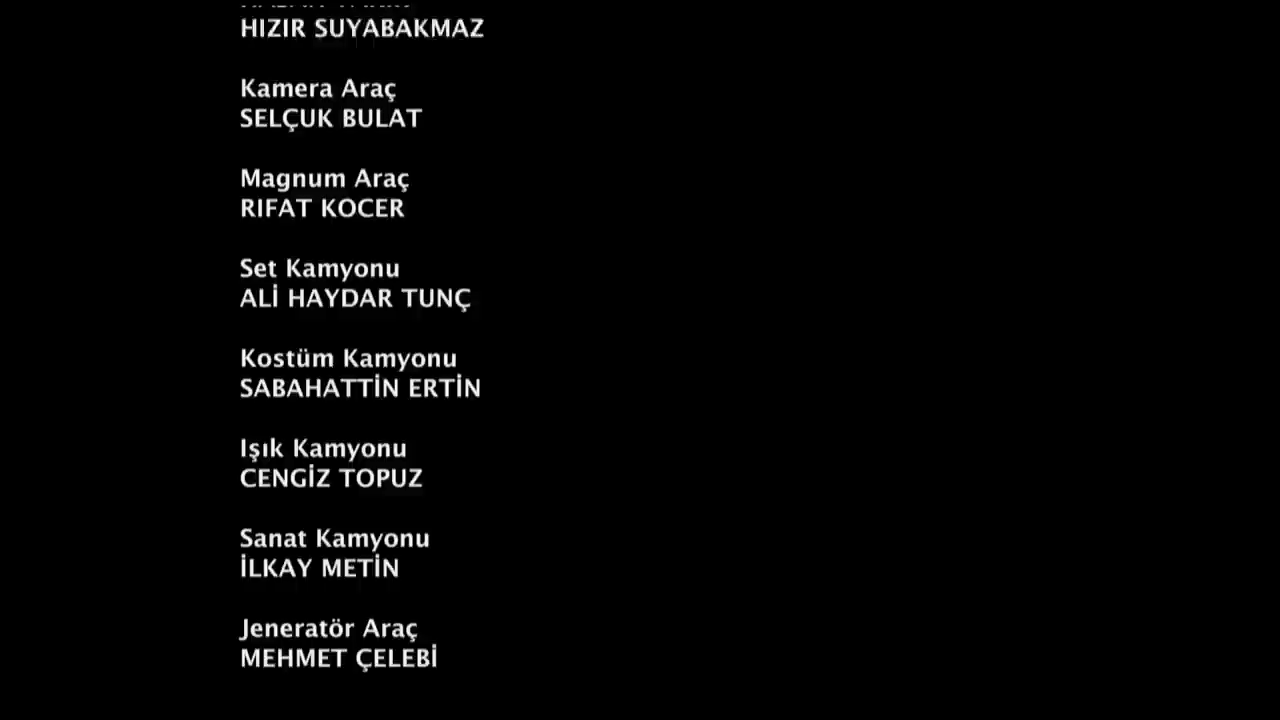 HIZIR SUYABAKMAZ
Kamera Araç
SELÇUK BULAT
Magnum Araç
RIFAT KOCER
Set Kamyonu
ALİ HAYDAR TUNÇ
Kostüm Kamyonu
SABAHATTİN ERTİN
Işık Kamyonu
CENGİZ TOPUZ
Sanat Kamyonu
İLKAY METİN
Jeneratör Araç
MEHMET ÇELEBİ